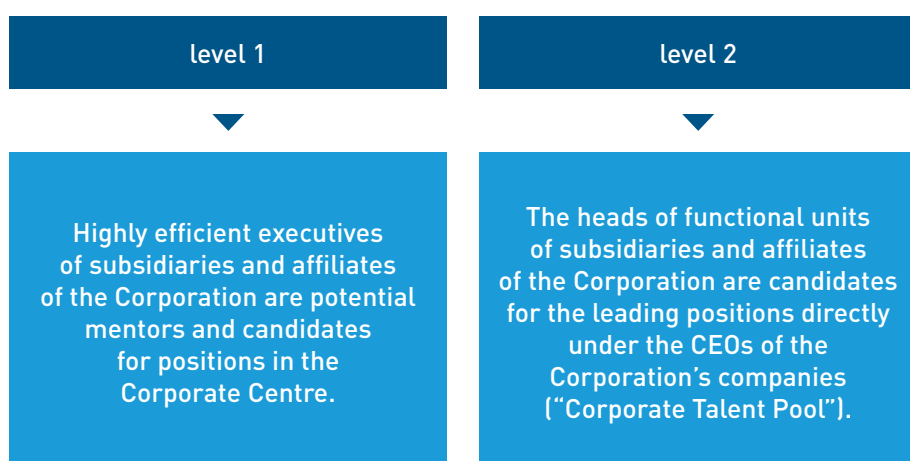 level 1
Highly efficient executives
of subsidiaries and affiliates
of the Corporation are potential
mentors and candidates
for positions in the
Corporate Centre.
level 2
The heads of functional units
of subsidiaries and affiliates
of the Corporation are candidates
for the leading positions directly
under the CEOs of the
Corporation’s companies
(“Corporate Talent Pool”).